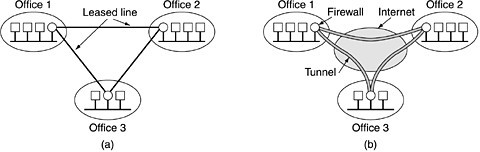 Office 1
Leased line
Office 2
Office 3
(a)
Office 1
Firewall
Internet
Office 2
Tunnel
Office 3
(b)